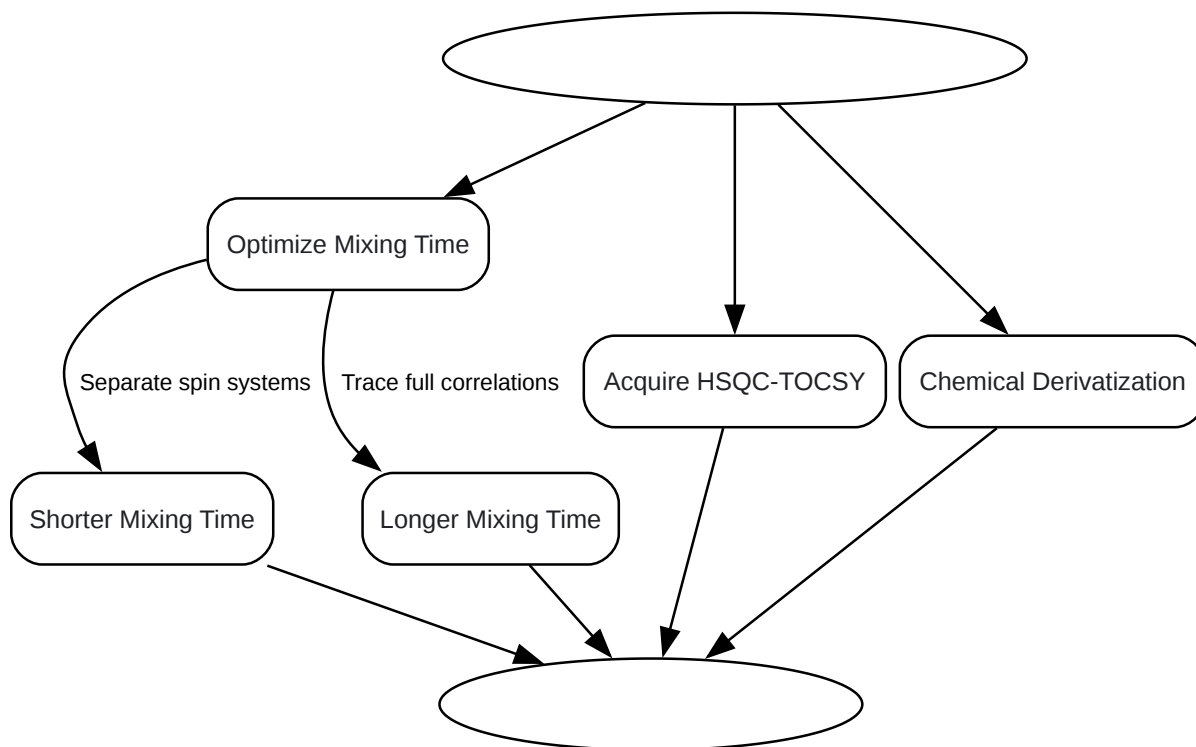 Optimize Mixing Time
Separate spin systems
Trace full correlations
Acquire HSQC-TOCSY
Chemical Derivatization
Shorter Mixing Time
Longer Mixing Time